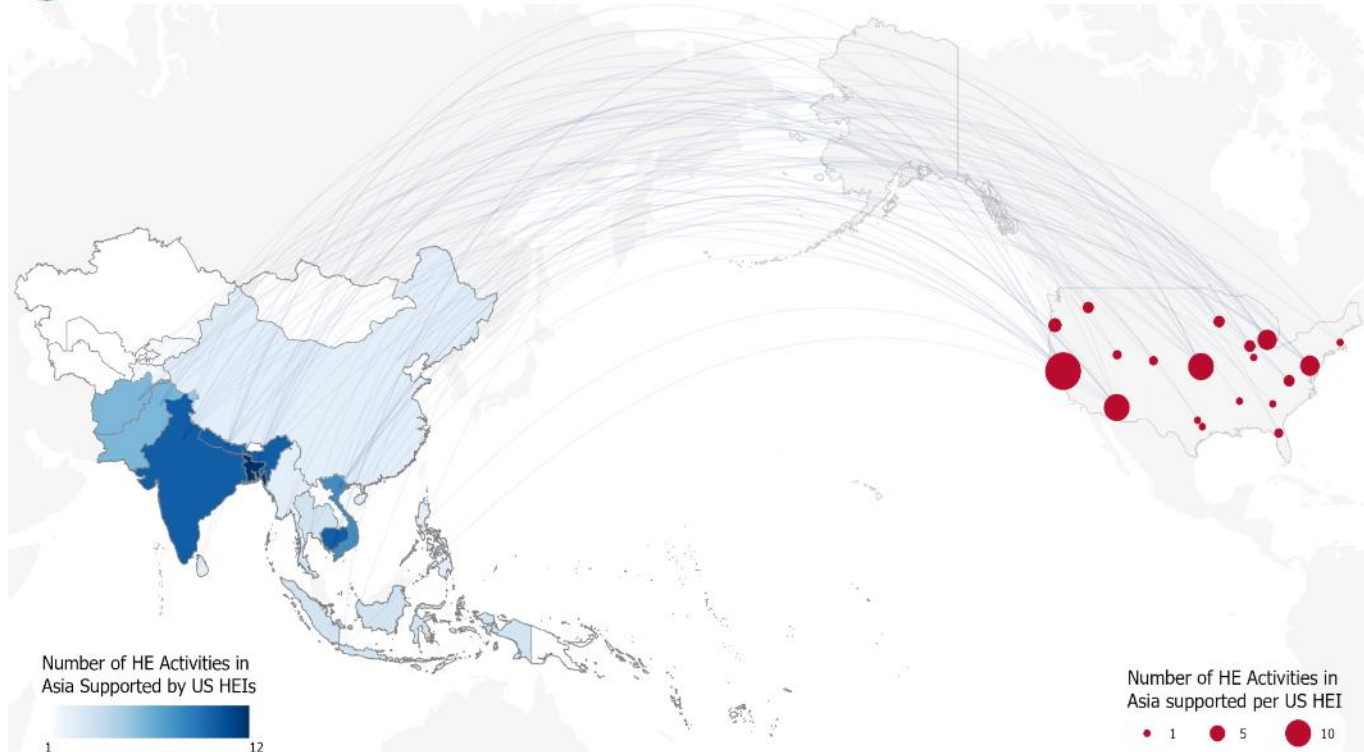 Number of HE Activities in
Asia Supported by US HEIs
1
12
Number of HE Activities in
Asia supported per US HEI
1
5
10